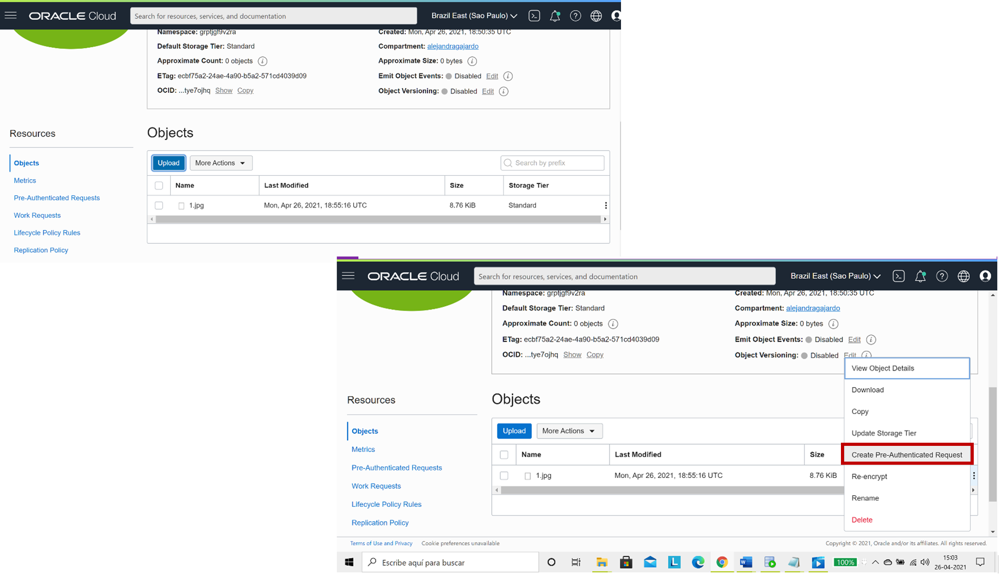 ORACLE Cloud
Search for resources, services, and documentation
Brazil East (Sao Paulo)
Namespace: grptjgf9v2ra
Created: Mon, Apr 26, 2021, 18:50:35 UTC
Default Storage Tier: Standard
Compartment: alejandragajardo
Approximate Count: 0 objects
Approximate Size: 0 bytes
ETag: ecbf75a2-24ae-4a90-b5a2-571cd4039d09
Emit Object Events: Disabled Edit
OCID: ...tye7ojhq Show Copy
Object Versioning: Disabled Edit
Resources
Objects
Metrics
Pre-Authenticated Requests
Work Requests
Lifecycle Policy Rules
Replication Policy
Objects
Upload More Actions
Search by prefix
Name Last Modified Size Storage Tier
1.jpg Mon, Apr 26, 2021, 18:55:16 UTC 8.76 KiB Standard
ORACLE Cloud
Search for resources, services, and documentation
Brazil East (Sao Paulo)
Namespace: grptjgf9v2ra
Created: Mon, Apr 26, 2021, 18:50:35 UTC
Default Storage Tier: Standard
Compartment: alejandragajardo
Approximate Count: 0 objects
Approximate Size: 0 bytes
ETag: ecbf75a2-24ae-4a90-b5a2-571cd4039d09
Emit Object Events: Disabled Edit
OCID: ...tye7ojhq Show Copy
Object Versioning: Disabled Edit
Resources
Objects
Metrics
Pre-Authenticated Requests
Work Requests
Lifecycle Policy Rules
Replication Policy
Objects
Upload More Actions
Name Last Modified Size
1.jpg Mon, Apr 26, 2021, 18:55:16 UTC 8.76 KiB
View Object Details
Download
Copy
Update Storage Tier
Create Pre-Authenticated Request
Re-encrypt
Rename
Delete
Terms of Use and Privacy Cookie preferences unavailable
Copyright © 2021, Oracle and/or its affiliates. All rights reserved.
Escribe aquí para buscar
100%
15:03
26-04-2021